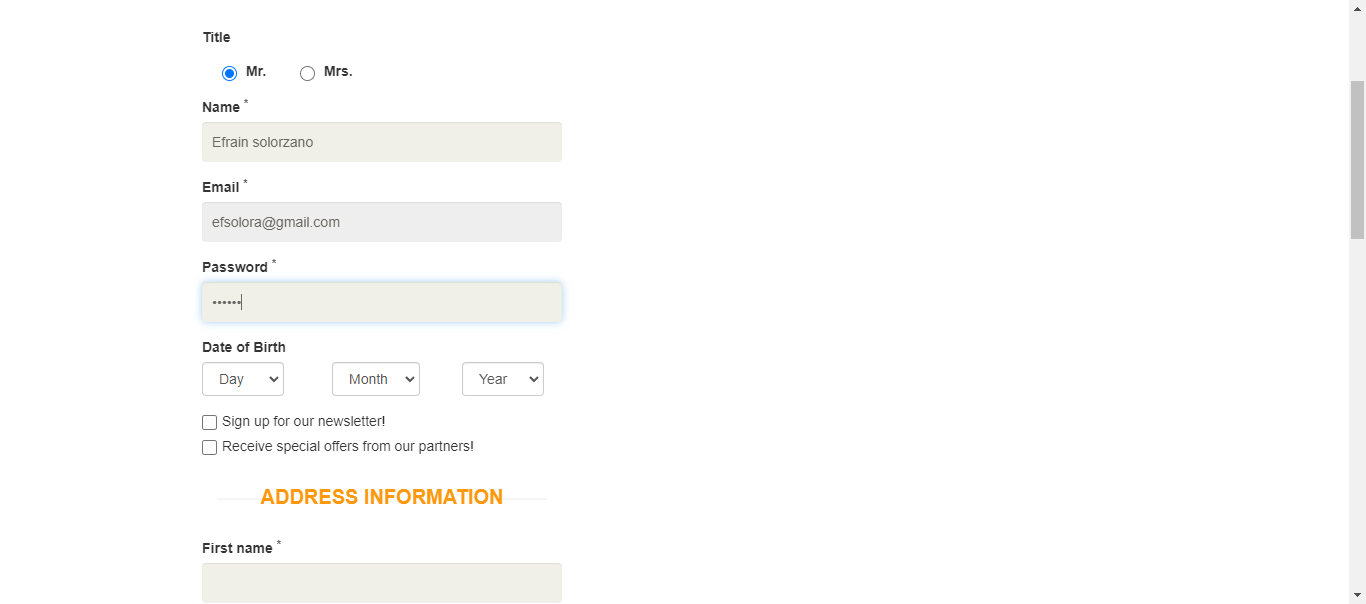 Title
Mr. Mrs.
Name *
Efrain solorzano
Email *
efsolora@gmail.com
Password *
••••••
Date of Birth
Day Month Year
Sign up for our newsletter!
Receive special offers from our partners!
ADDRESS INFORMATION
First name *